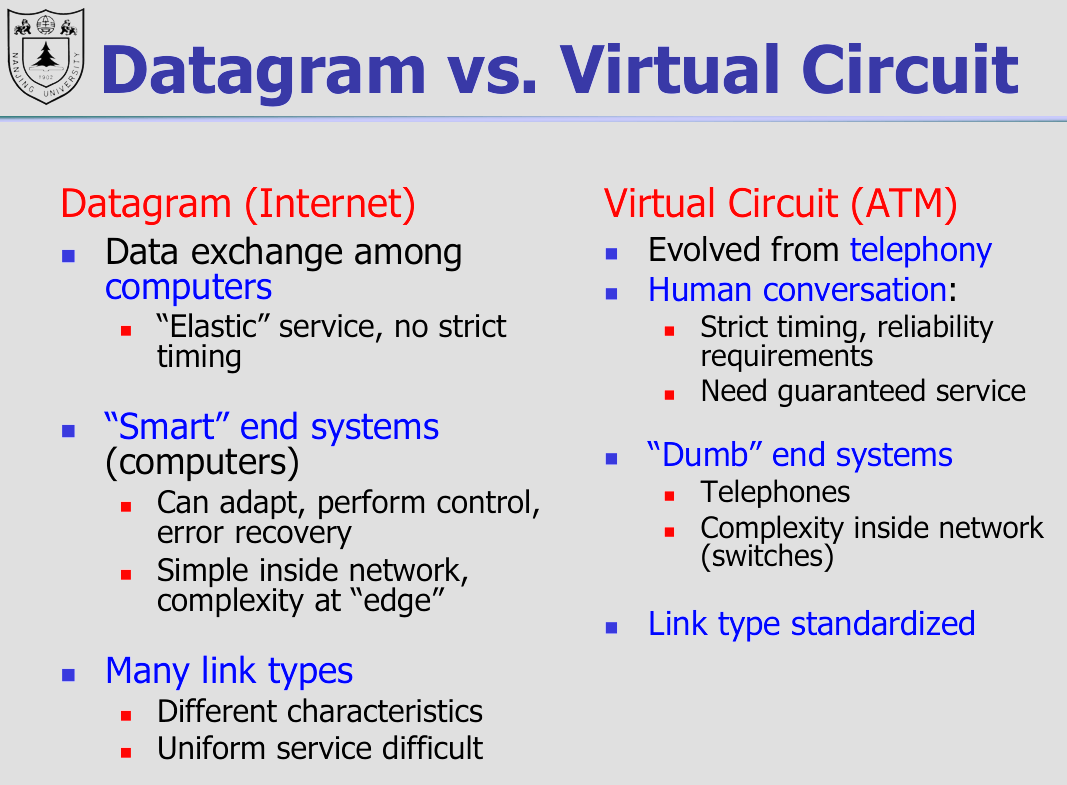 NANJING UNIVERSITY
1902
Datagram vs. Virtual Circuit
Datagram (Internet)
Data exchange among
computers
“Elastic” service, no strict
timing
“Smart” end systems
(computers)
Can adapt, perform control,
error recovery
Simple inside network,
complexity at “edge”
Many link types
Different characteristics
Uniform service difficult
Virtual Circuit (ATM)
Evolved from telephony
Human conversation:
Strict timing, reliability
requirements
Need guaranteed service
“Dumb” end systems
Telephones
Complexity inside network
(switches)
Link type standardized